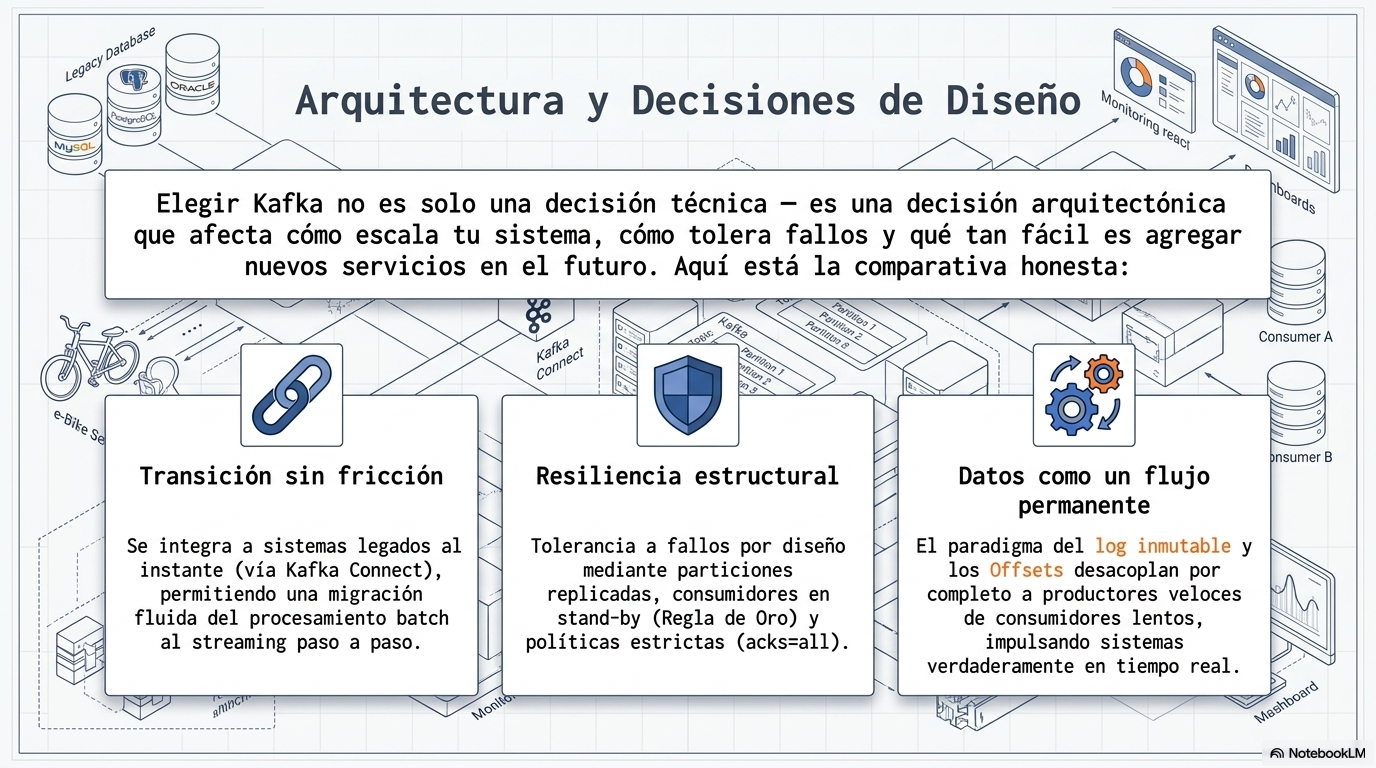 Legacy Database
ORACLE
MySQL
Arquitectura y Decisiones de Diseño
Monitoring react
Elegir Kafka no es solo una decisión técnica — es una decisión arquitectónica
que afecta cómo escala tu sistema, cómo tolera fallos y qué tan fácil es agregar
nuevos servicios en el futuro. Aquí está la comparativa honesta:
Kafka
Connect
Kafka
Partition 1
Partition 2
Partition 1
Partition 2
Consumer A
e-Bike
Transición sin fricción
Se integra a sistemas legados al
instante (vía Kafka Connect),
permitiendo una migración
fluida del procesamiento batch
al streaming paso a paso.
Resiliencia estructural
Tolerancia a fallos por diseño
mediante particiones
replicadas, consumidores en
stand-by (Regla de Oro) y
políticas estrictas (acks=all).
Datos como un flujo
permanente
El paradigma del log inmutable y
los Offsets desacoplan por
completo a productores veloces
de consumidores lentos,
impulsando sistemas
verdaderamente en tiempo real.
Mashboard
NotebookLM